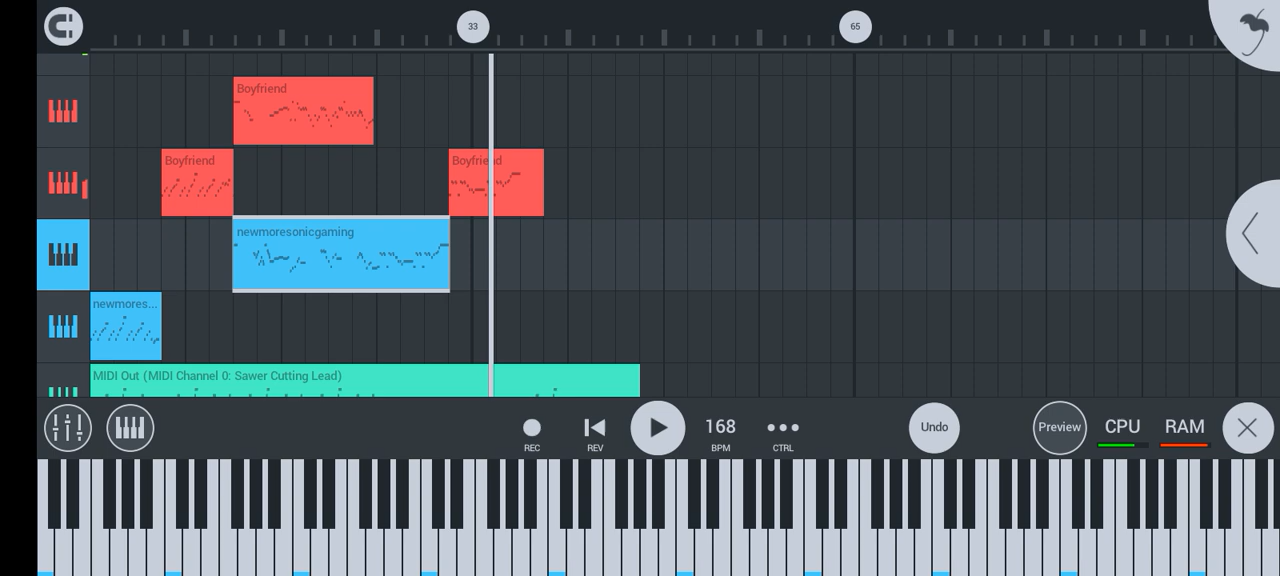 33
65
Boyfriend
Boyfriend
Boyfriend
newmoresonicgaming
newmores...
MIDI Out (MIDI Channel 0: Sawer Cutting Lead)
REC
REV
168
BPM
CTRL
Undo
Preview
CPU
RAM